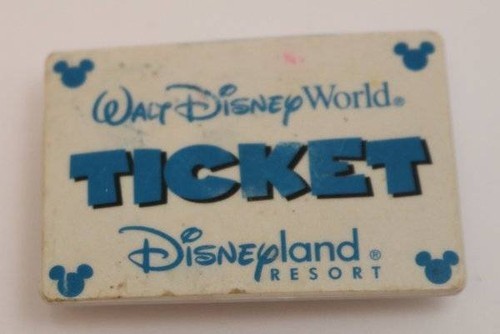 Walt Disney World®
TICKET
Disneyland®
RESORT